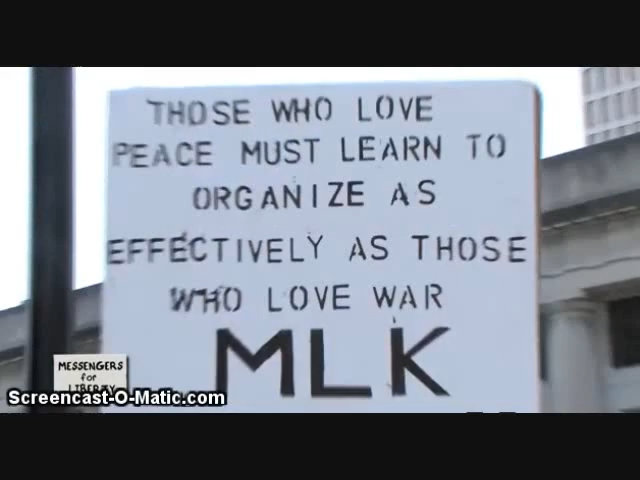 THOSE WHO LOVE
PEACE MUST LEARN TO
ORGANIZE AS
EFFECTIVELY AS THOSE
WHO LOVE WAR
MLK
MESSENGERS
for
LIBERTY
Screencast-O-Matic.com